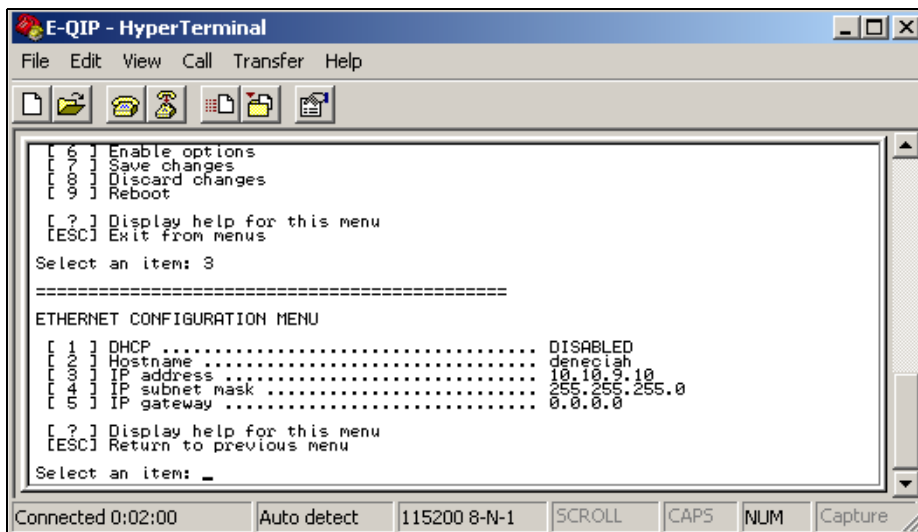 E-QIP - HyperTerminal
File Edit View Call Transfer Help
[ 6 ] Enable options
[ 7 ] Save changes
[ 8 ] Discard changes
[ 9 ] Reboot
[ ? ] Display help for this menu
[ESC] Exit from menus
Select an item: 3
=============================================
ETHERNET CONFIGURATION MENU
[ 1 ] DHCP .................................... DISABLED
[ 2 ] Hostname ................................ deneciah
[ 3 ] IP address .............................. 10.10.9.10
[ 4 ] IP subnet mask .......................... 255.255.255.0
[ 5 ] IP gateway .............................. 0.0.0.0
[ ? ] Display help for this menu
[ESC] Return to previous menu
Select an item: _
Connected 0:02:00 Auto detect 115200 8-N-1 SCROLL CAPS NUM Capture